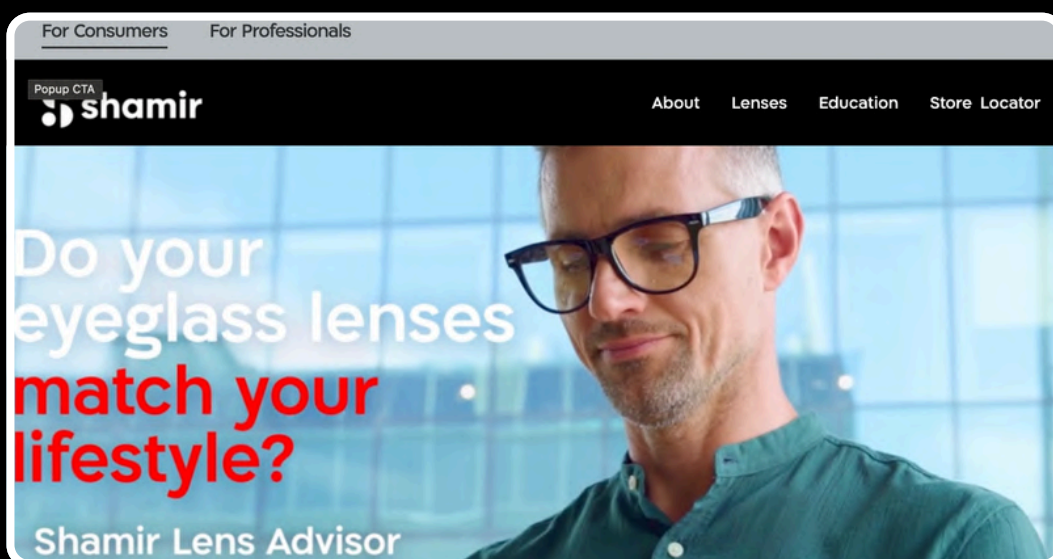 For Consumers For Professionals
Popup CTA
shamir
About Lenses Education Store Locator
Do your
eyeglass lenses
match your
lifestyle?
Shamir Lens Advisor